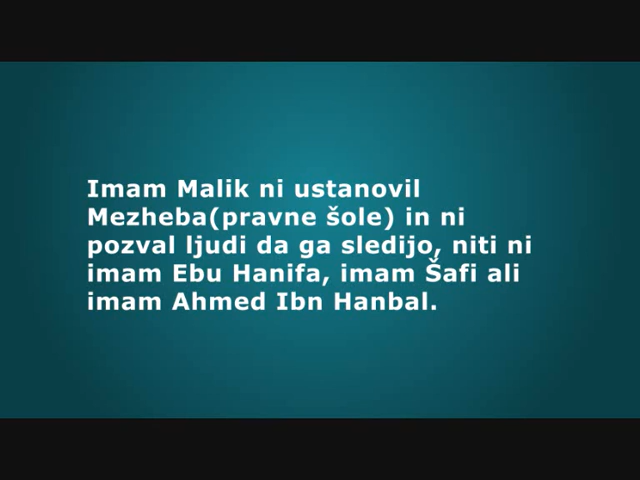 Imam Malik ni ustanovil
Mezheba(pravne šole) in ni
pozval ljudi da ga sledijo, niti ni
imam Ebu Hanifa, imam Šafi ali
imam Ahmed Ibn Hanbal.